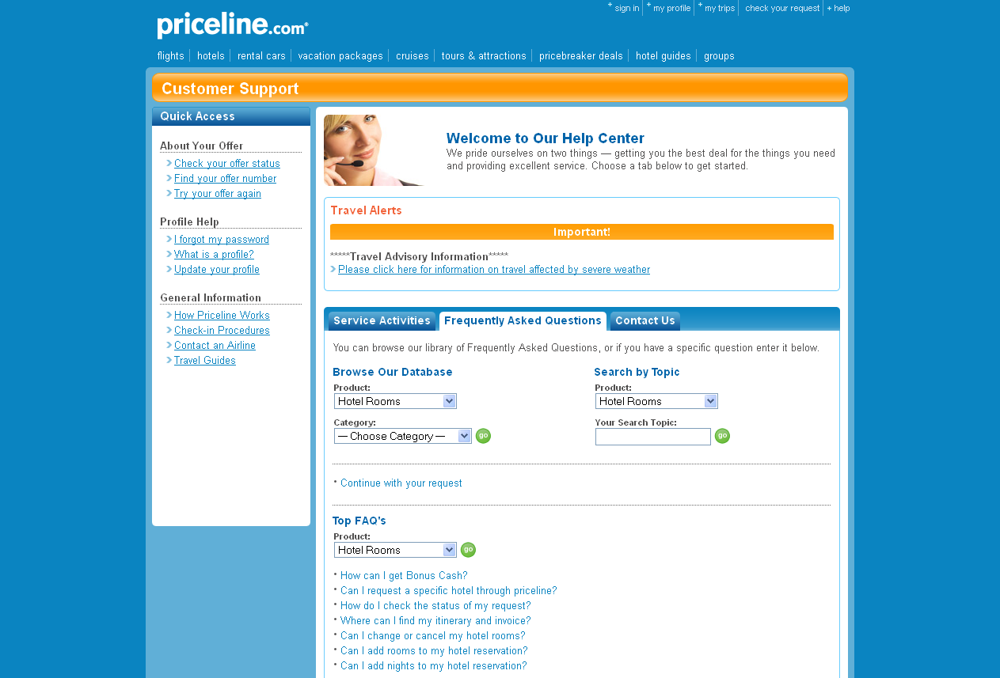 + sign in + my profile + my trips check your request + help
priceline.com®
flights hotels rental cars vacation packages cruises tours & attractions pricebreaker deals hotel guides groups
Customer Support
Quick Access
About Your Offer
Check your offer status
Find your offer number
Try your offer again
Profile Help
I forgot my password
What is a profile?
Update your profile
General Information
How Priceline Works
Check-in Procedures
Contact an Airline
Travel Guides
Welcome to Our Help Center
We pride ourselves on two things — getting you the best deal for the things you need
and providing excellent service. Choose a tab below to get started.
Travel Alerts
Important!
*****Travel Advisory Information*****
Please click here for information on travel affected by severe weather
Service Activities Frequently Asked Questions Contact Us
You can browse our library of Frequently Asked Questions, or if you have a specific question enter it below.
Browse Our Database
Product:
Hotel Rooms
Category:
— Choose Category — go
Search by Topic
Product:
Hotel Rooms
Your Search Topic:
go
• Continue with your request
Top FAQ's
Product:
Hotel Rooms go
• How can I get Bonus Cash?
• Can I request a specific hotel through priceline?
• How do I check the status of my request?
• Where can I find my itinerary and invoice?
• Can I change or cancel my hotel rooms?
• Can I add rooms to my hotel reservation?
• Can I add nights to my hotel reservation?